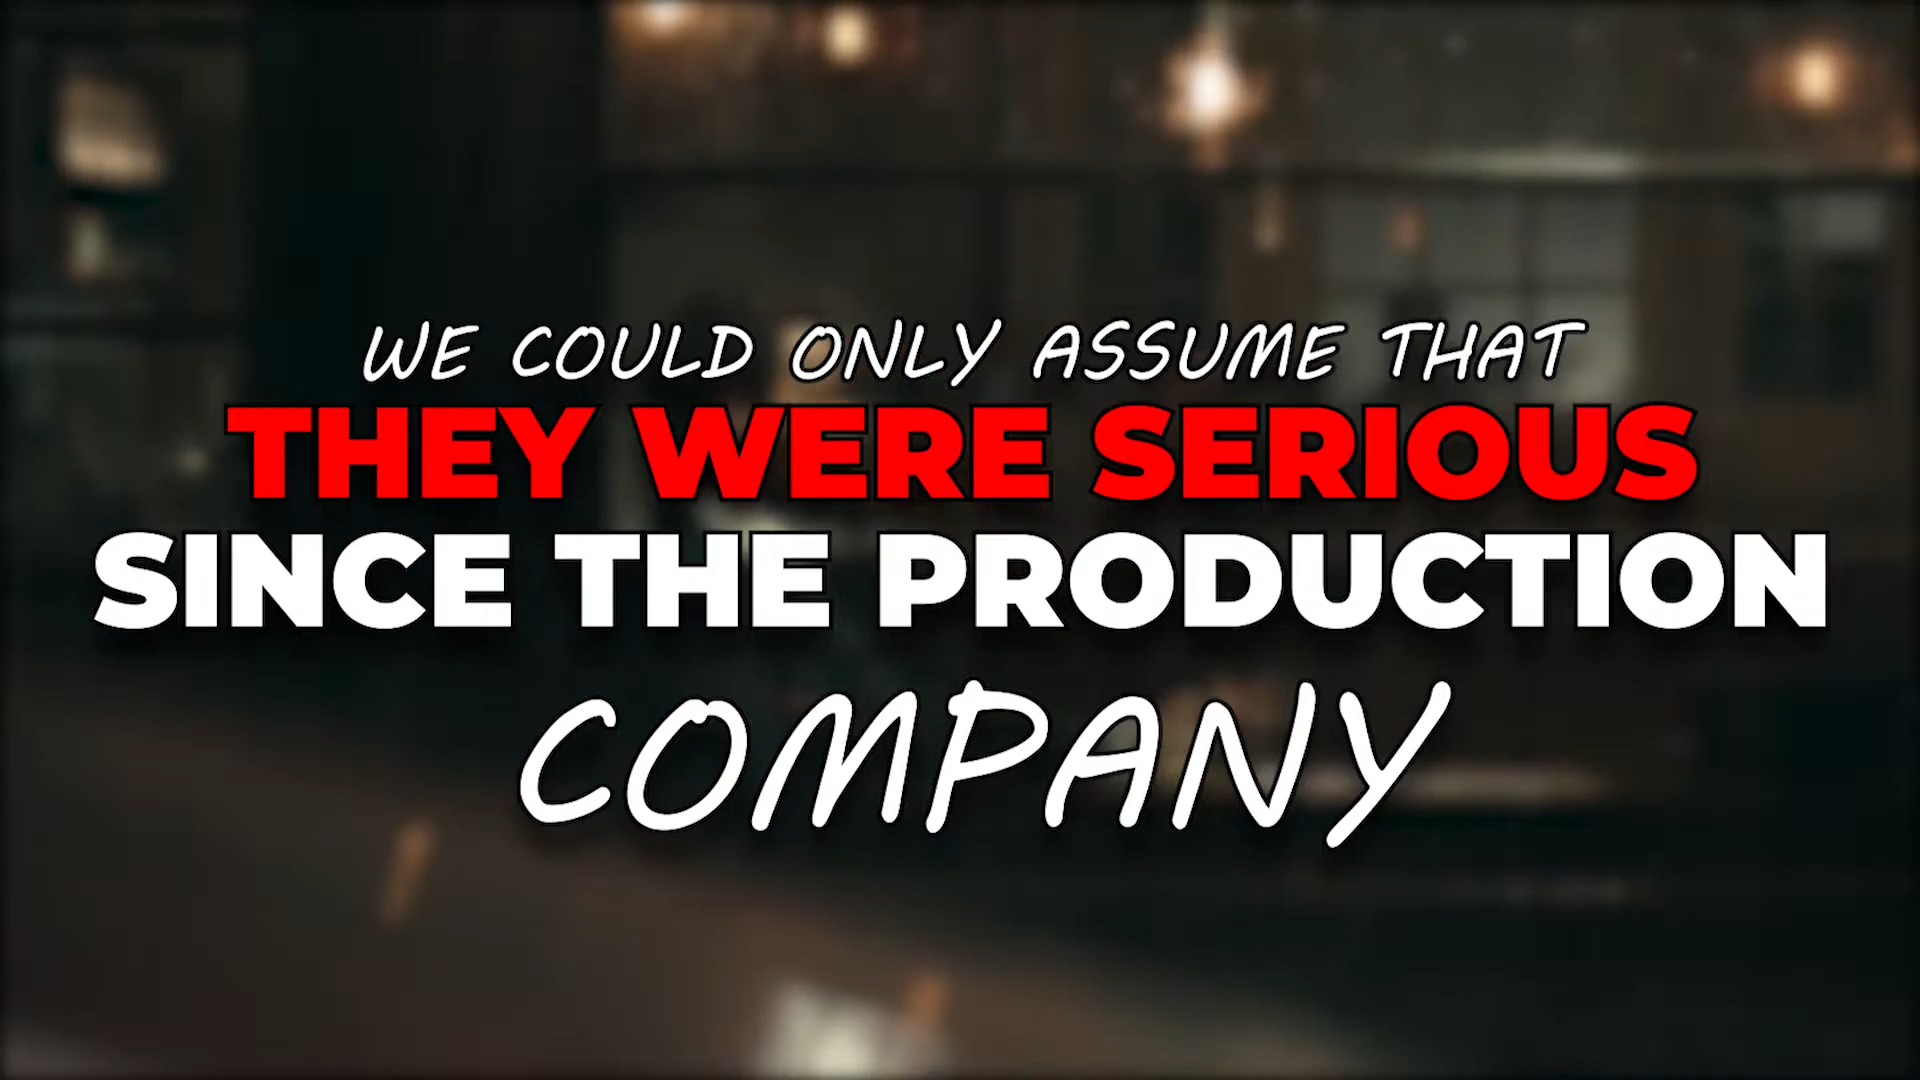 WE COULD ONLY ASSUME THAT
THEY WERE SERIOUS
SINCE THE PRODUCTION
COMPANY